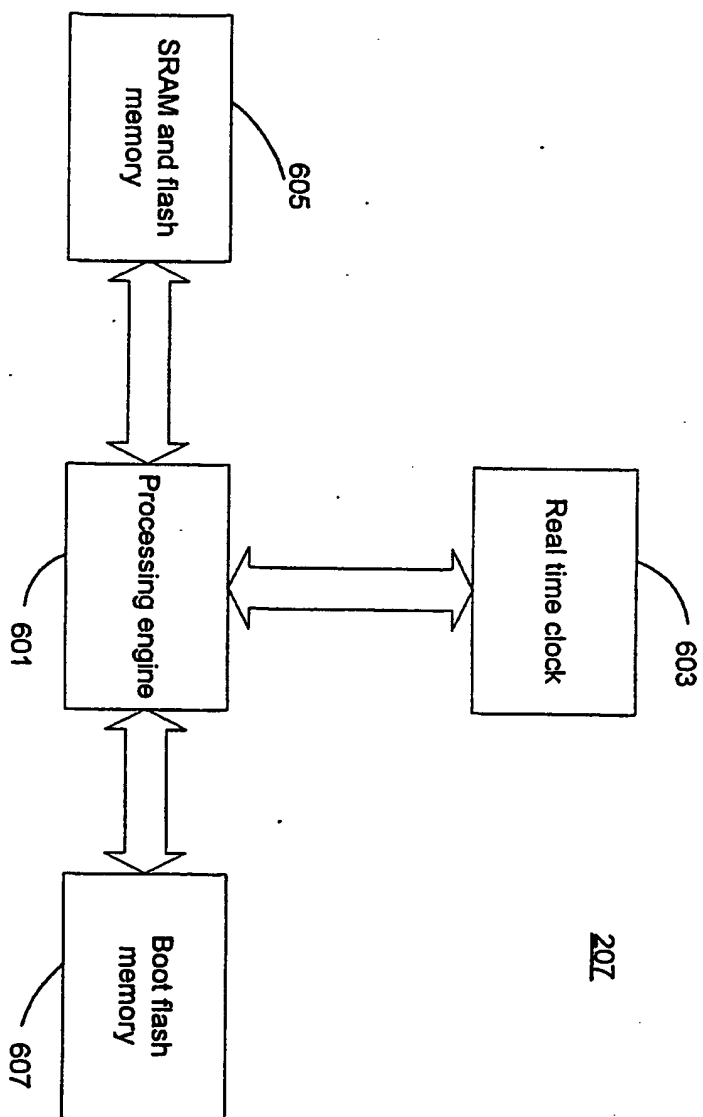 207
603
Real time clock
605
SRAM and flash
memory
Processing engine
601
Boot flash
memory
607